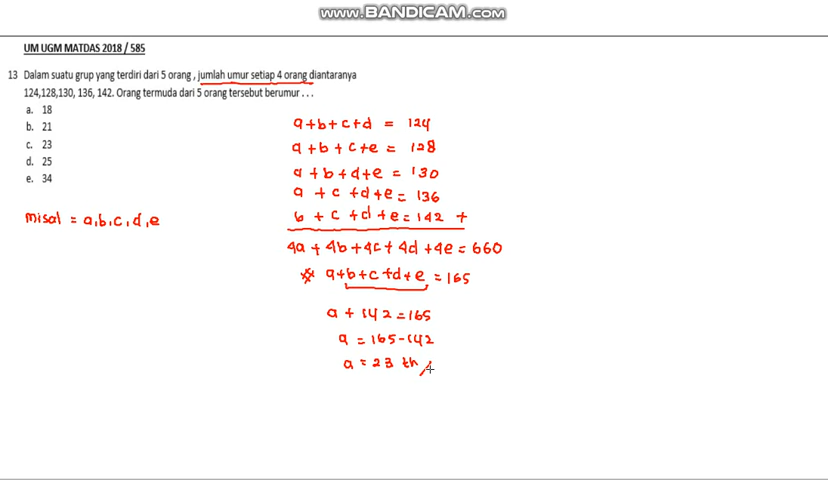 www.BANDICAM.com
UM UGM MATDAS 2018 / 585
13 Dalam suatu grup yang terdiri dari 5 orang , jumlah umur setiap 4 orang diantaranya
124,128,130, 136, 142. Orang termuda dari 5 orang tersebut berumur . . .
a. 18
b. 21
c. 23
d. 25
e. 34
misal = a,b,c,d,e
a+b+c+d = 124
a+b+c+e = 128
a+b+d+e = 130
a+c+d+e = 136
b+c+d+e = 142 +
4a+4b+4c+4d+4e = 660
* a+b+c+d+e = 165
a + 142 = 165
a = 165-142
a = 23 th